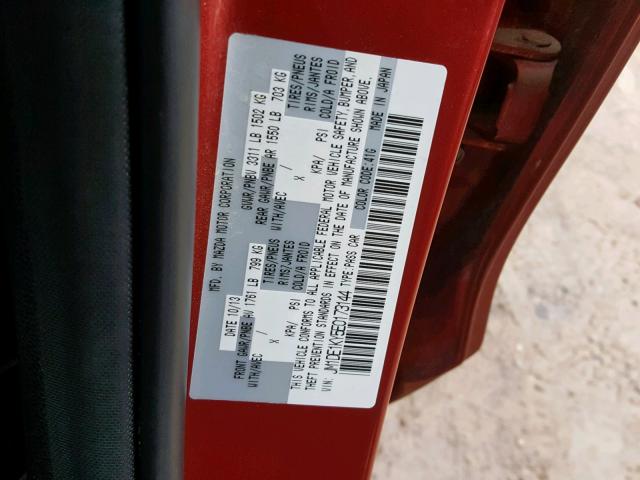 MFD. BY MAZDA MOTOR CORPORATION
DATE 10/13 GVWR/PNBV 3311 LB 1502 KG
FRONT GAWR/PNBE AV 1761 LB 799 KG REAR GAWR/PNBE AR 1550 LB 703 KG
WITH/AVEC TIRES/PNEUS WITH/AVEC TIRES/PNEUS
X RIMS/JANTES X RIMS/JANTES
KPA/ PSI COLD/A FROID KPA/ PSI COLD/A FROID
THIS VEHICLE CONFORMS TO ALL APPLICABLE FEDERAL MOTOR VEHICLE SAFETY, BUMPER, AND
THEFT PREVENTION STANDARDS IN EFFECT ON THE DATE OF MANUFACTURE SHOWN ABOVE.
VIN: JM1DE1KY5E0173144 TYPE:PASS CAR COLOR CODE:41G MADE IN JAPAN